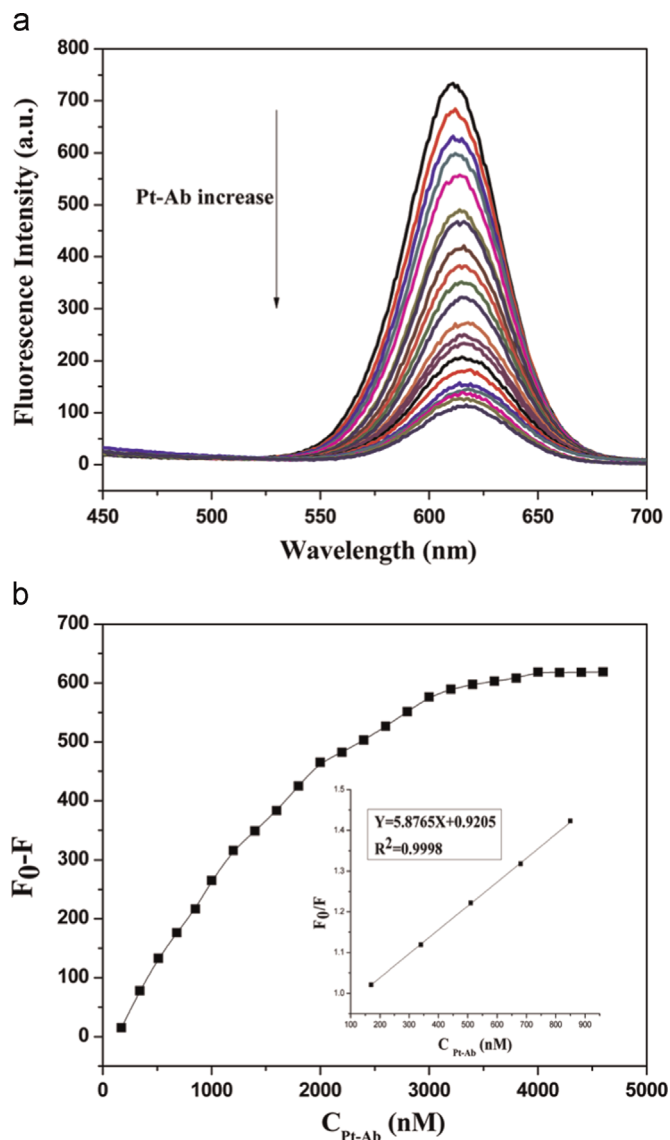 a
800
700
600
500
400
300
200
100
0
Fluorescence Intensity (a.u.)
Pt-Ab increase
450 500 550 600 650 700
Wavelength (nm)
b
700
600
500
400
300
200
100
0
F0-F
1.5
1.4
1.3
1.2
1.1
1.0
F0/F
Y=5.8765X+0.9205
R2=0.9998
100 200 300 400 500 600 700 800 900
C Pt-Ab (nM)
0 1000 2000 3000 4000 5000
CPt-Ab (nM)